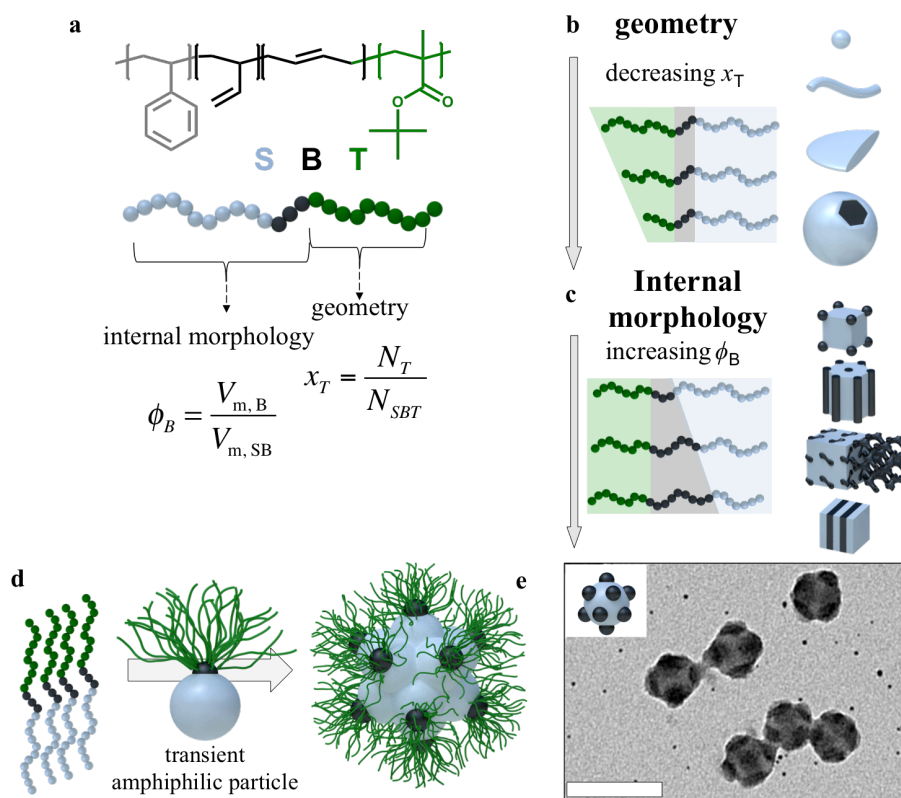 a
O
O
S B T
internal morphology
geometry
ϕ_B = V_m, B / V_m, SB
x_T = N_T / N_SBT
b
geometry
decreasing x_T
c
Internal
morphology
increasing ϕ_B
d
transient
amphiphilic particle
e